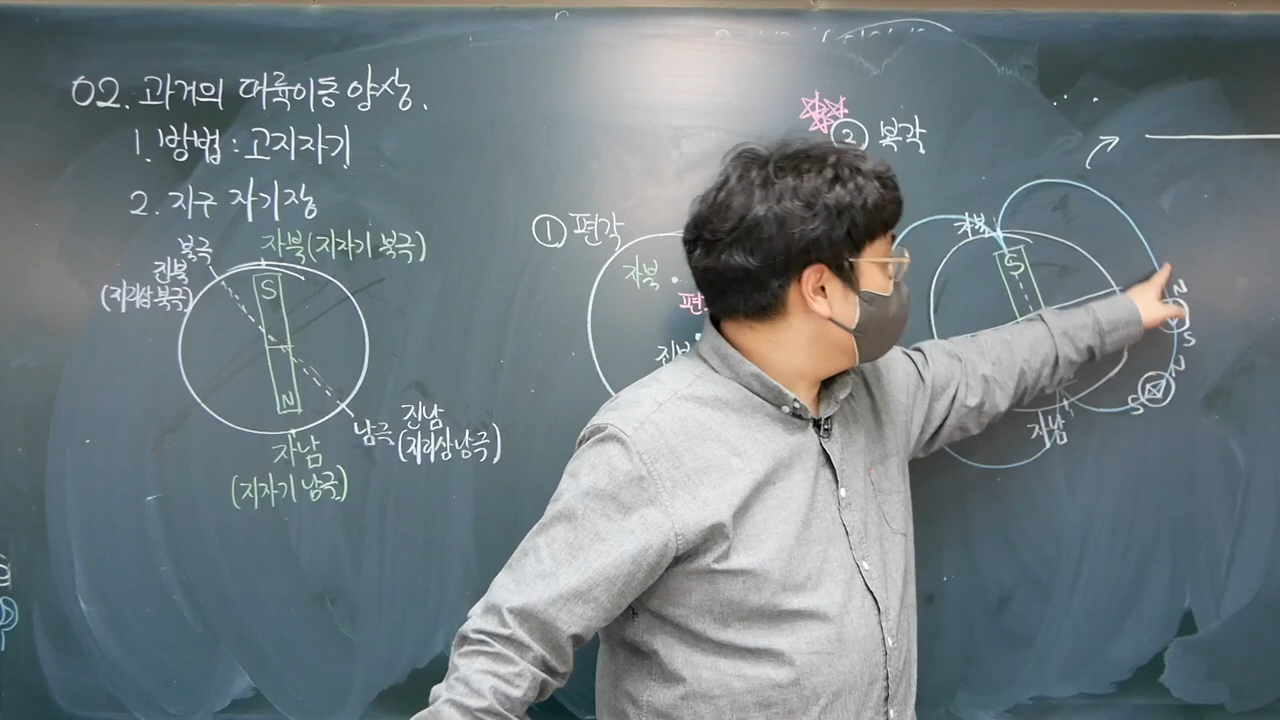 02. 과거의 대륙이동 양상.
1. 방법 : 고지자기
2. 지구 자기장
북극
진북
(지리상 북극)
자북(지자기 북극)
S
N
남극
진남
(지리상 남극)
자남
(지자기 남극)
① 편각
자북
편
진북
② 복각
자북
S
N
S
N
S
자남